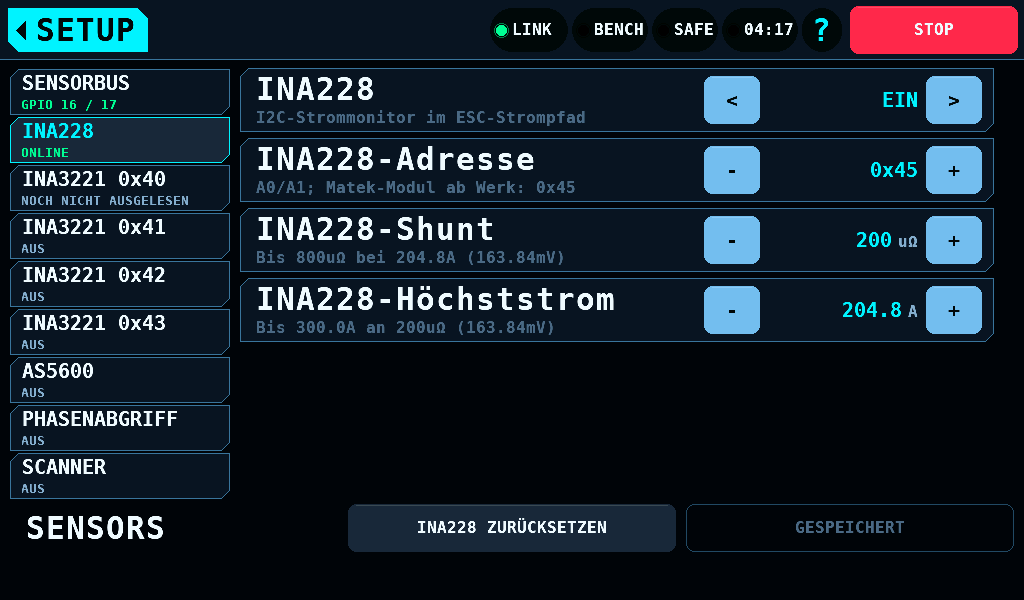 SETUP
LINK
BENCH
SAFE
04:17
?
STOP
SENSORBUS
GPIO 16 / 17
INA228
ONLINE
INA3221 0x40
NOCH NICHT AUSGELESEN
INA3221 0x41
AUS
INA3221 0x42
AUS
INA3221 0x43
AUS
AS5600
AUS
PHASENABGRIFF
AUS
SCANNER
AUS
SENSORS
INA228
I2C-Strommonitor im ESC-Strompfad
<
EIN
>
INA228-Adresse
A0/A1; Matek-Modul ab Werk: 0x45
-
0x45
+
INA228-Shunt
Bis 800uΩ bei 204.8A (163.84mV)
-
200 uΩ
+
INA228-Höchststrom
Bis 300.0A an 200uΩ (163.84mV)
-
204.8 A
+
INA228 ZURÜCKSETZEN
GESPEICHERT